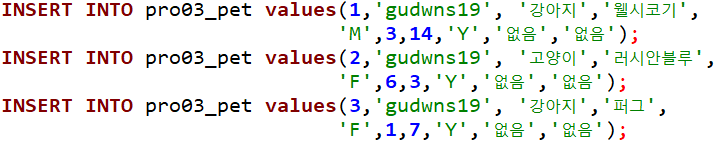 INSERT INTO pro03_pet values(1,'gudwns19', '강아지','웰시코기',
'M',3,14,'Y','없음','없음');
INSERT INTO pro03_pet values(2,'gudwns19', '고양이','러시안블루',
'F',6,3,'Y','없음','없음');
INSERT INTO pro03_pet values(3,'gudwns19', '강아지','퍼그',
'F',1,7,'Y','없음','없음');